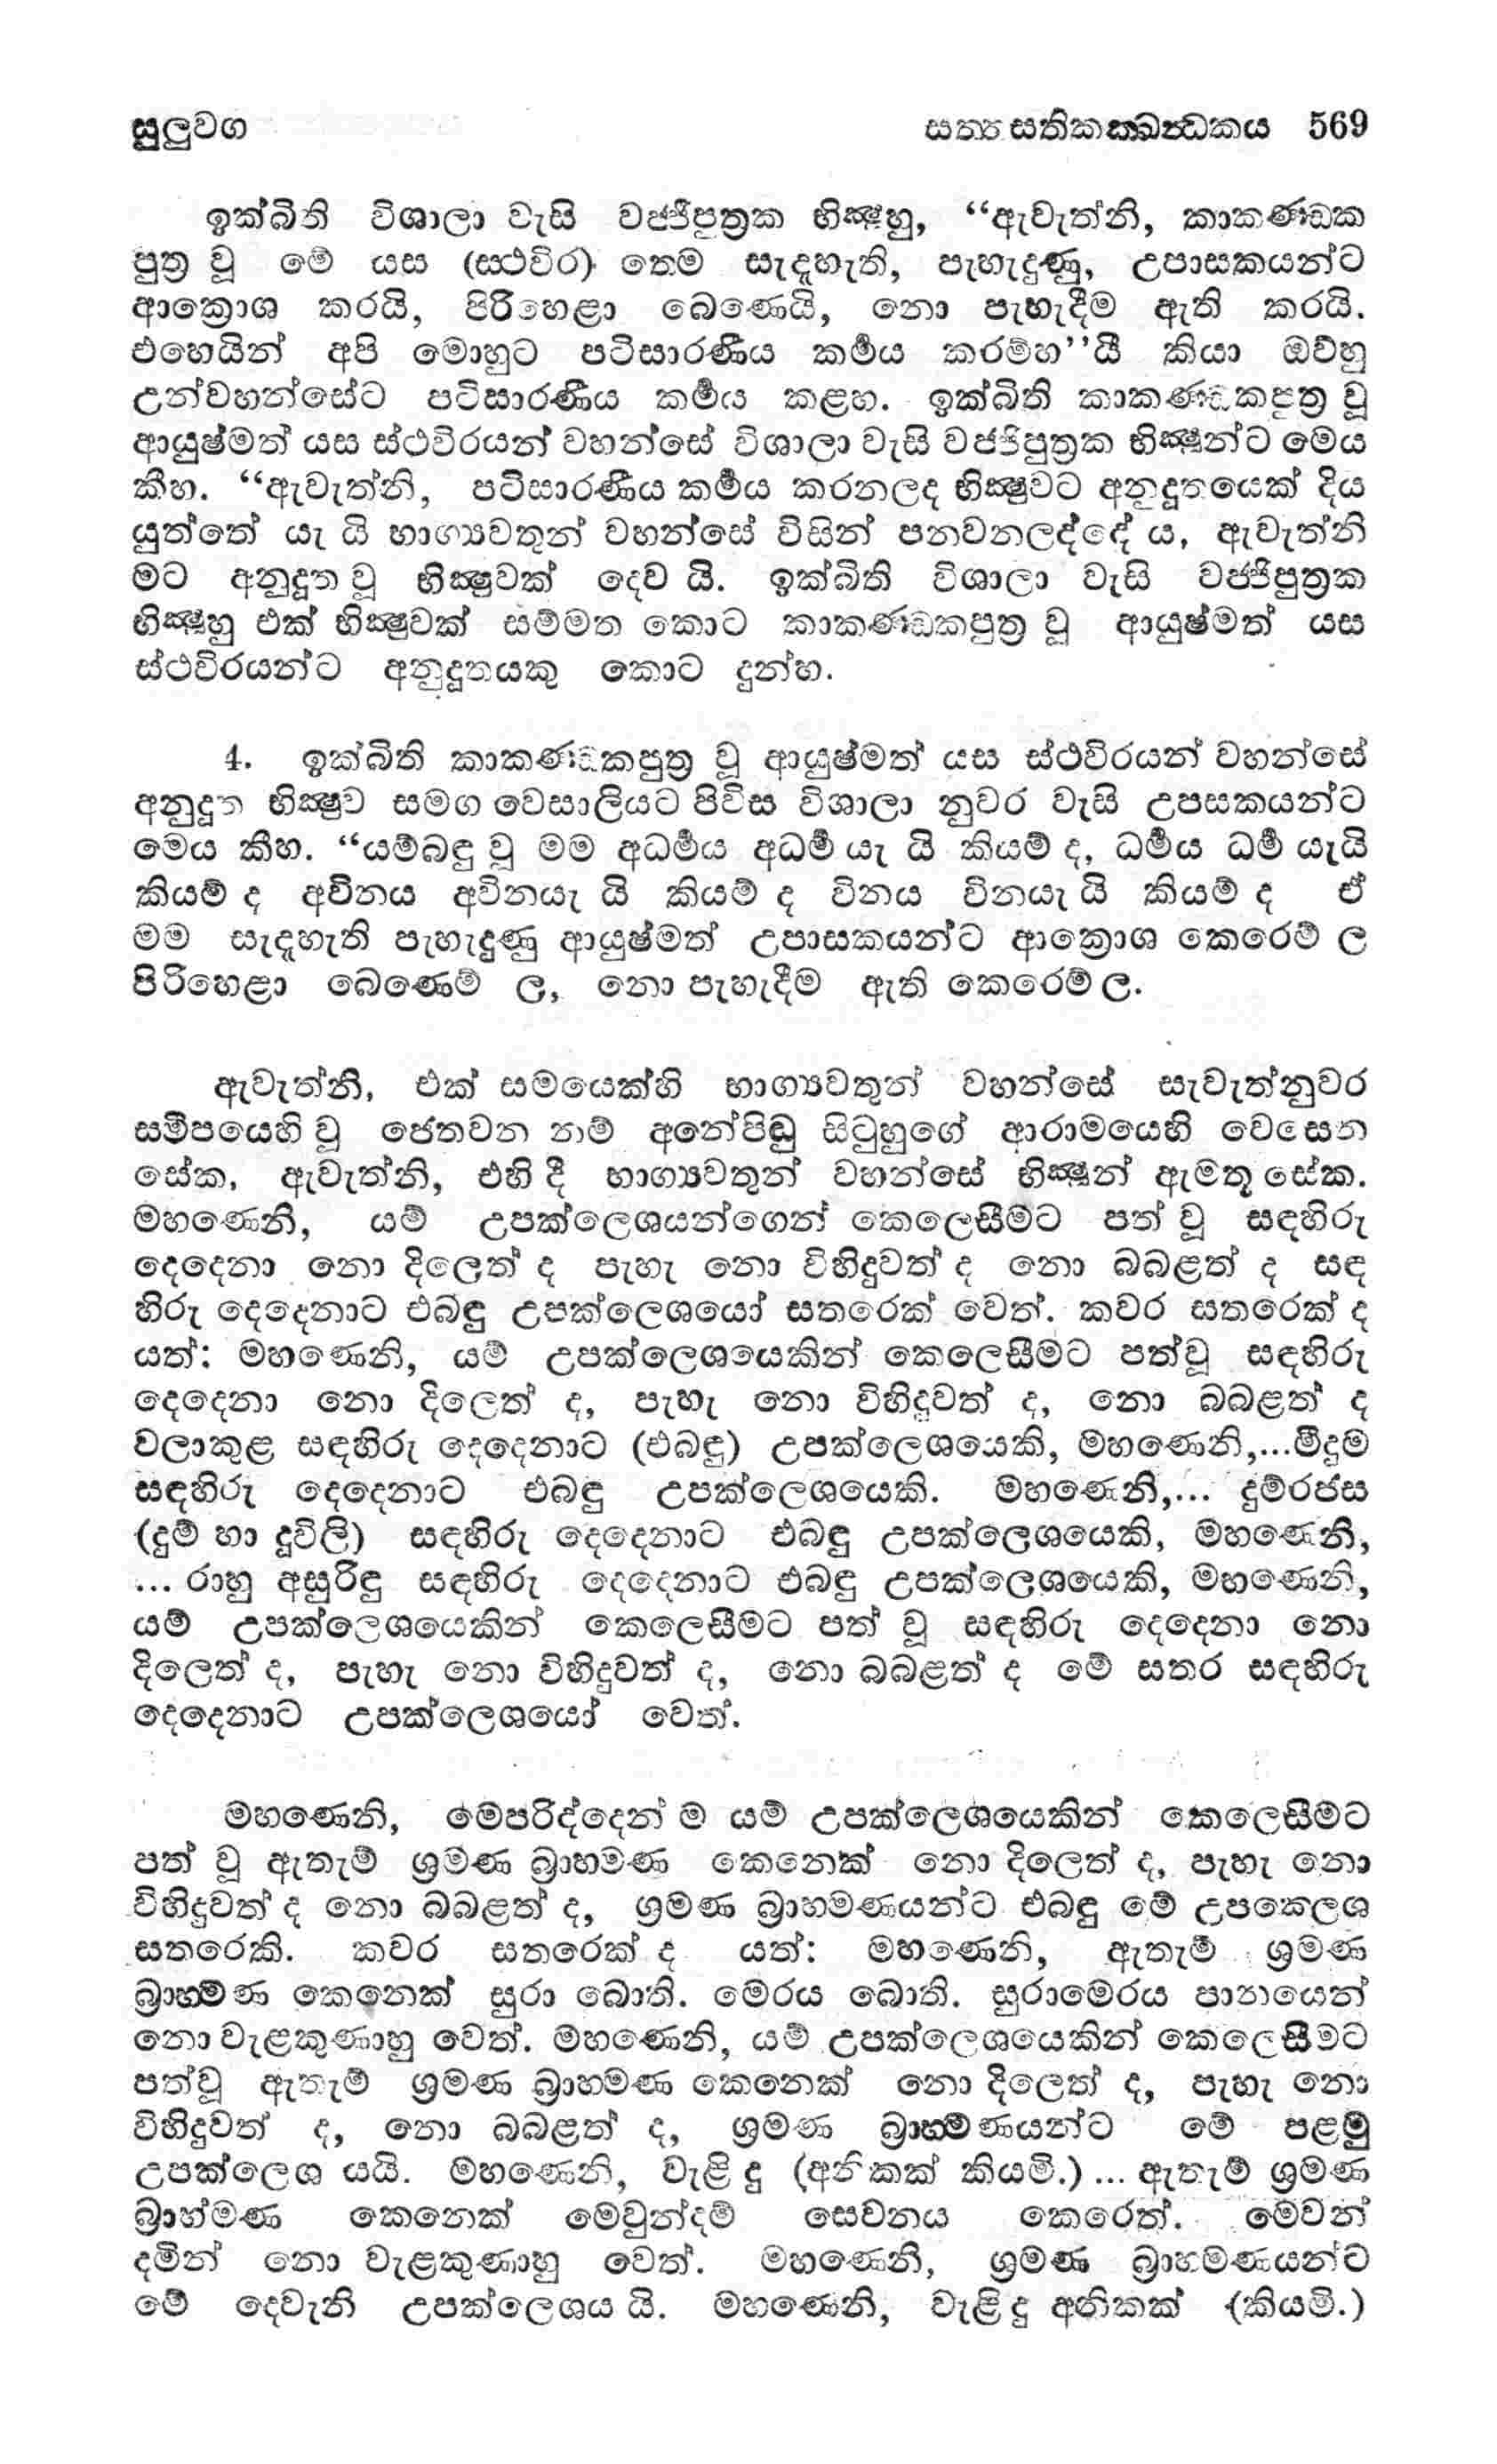 සුලුවග සත්‍යසතිකක්ඛන්ධකය 569
ඉක්බිති විශාලා වැසි වජ්ජිපුත්‍රක භික්ෂූහු, “ඇවැත්නි, කාකණ්ඩක
පුත්‍ර වූ මේ යස (ස්ථවිර) තෙම සැදැහැති, පැහැදුණු, උපාසකයන්ට
ආක්‍රොශ කරයි, පිරිහෙළා බෙණෙයි, නො පැහැදීම ඇති කරයි.
එහෙයින් අපි මොහුට පටිසාරණීය කර්‍මය කරම්හ’’යී කියා ඔව්හු
උන්වහන්සේට පටිසාරණීය කර්‍මය කළහ. ඉක්බිති කාකණ්ඩකපුත්‍ර වූ
ආයුෂ්මත් යස ස්ථවිරයන් වහන්සේ විශාලා වැසි වජ්ජිපුත්‍රක භික්ෂූන්ට මෙය
කීහ. “ඇවැත්නි, පටිසාරණීය කර්‍මය කරනලද භික්ෂුවට අනුදූතයෙක් දිය
යුත්තේ යැ යි භාග්‍යවතුන් වහන්සේ විසින් පනවනලද්දේ ය, ඇවැත්නි
මට අනුදූත වූ භික්ෂුවක් දෙව යි. ඉක්බිති විශාලා වැසි වජ්ජිපුත්‍රක
භික්ෂූහු එක් භික්ෂුවක් සම්මත කොට කාකණ්ඩකපුත්‍ර වූ ආයුෂ්මත් යස
ස්ථවිරයන්ට අනුදූතයකු කොට දුන්හ.
4. ඉක්බිති කාකණ්ඩකපුත්‍ර වූ ආයුෂ්මත් යස ස්ථවිරයන් වහන්සේ
අනුදූත භික්ෂුව සමග වෙසාලියට පිවිස විශාලා නුවර වැසි උපසකයන්ට
මෙය කීහ. “යම්බඳු වූ මම අධර්‍මය අධර්‍ම යැ යි කියම් ද, ධර්‍මය ධර්‍ම යැයි
කියම් ද අවිනය අවිනයැ යි කියම් ද විනය විනයැ යි කියම් ද ඒ
මම සැදැහැති පැහැදුණු ආයුෂ්මත් උපාසකයන්ට ආක්‍රොශ කෙරෙම් ල
පිරිහෙළා බෙණෙම් ල, නො පැහැදීම ඇති කෙරෙම් ල.
ඇවැත්නි, එක් සමයෙක්හි භාග්‍යවතුන් වහන්සේ සැවැත්නුවර
සමීපයෙහි වූ ජෙතවන නම් අනේපිඬු සිටුහුගේ ආරාමයෙහි වෙසෙන
සේක, ඇවැත්නි, එහි දී භාග්‍යවතුන් වහන්සේ භික්ෂූන් ඇමතූ සේක.
මහණෙනි, යම් උපක්ලෙශයන්ගෙන් කෙලෙසීමට පත් වූ සඳහිරු
දෙදෙනා නො දිලෙත් ද පැහැ නො විහිදුවත් ද නො බබළත් ද සඳ
හිරු දෙදෙනාට එබඳු උපක්ලෙශයෝ සතරෙක් වෙත්. කවර සතරෙක් ද
යත්: මහණෙනි, යම් උපක්ලෙශයෙකින් කෙලෙසීමට පත්වූ සඳහිරු
දෙදෙනා නො දිලෙත් ද, පැහැ නො විහිදුවත් ද, නො බබළත් ද
වලාකුළ සඳහිරු දෙදෙනාට (එබඳු) උපක්ලෙශයෙකි, මහණෙනි,...මීදුම
සඳහිරු දෙදෙනාට එබඳු උපක්ලෙශයෙකි. මහණෙනි,... දුම්රජස
(දුම් හා දූවිලි) සඳහිරු දෙදෙනාට එබඳු උපක්ලෙශයෙකි, මහණෙනි,
... රාහු අසුරිඳු සඳහිරු දෙදෙනාට එබඳු උපක්ලෙශයෙකි, මහණෙනි,
යම් උපක්ලෙශයෙකින් කෙලෙසීමට පත් වූ සඳහිරු දෙදෙනා නො
දිලෙත් ද, පැහැ නො විහිදුවත් ද, නො බබළත් ද මේ සතර සඳහිරු
දෙදෙනාට උපක්ලෙශයෝ වෙත්.
මහණෙනි, මෙපරිද්දෙන් ම යම් උපක්ලෙශයෙකින් කෙලෙසීමට
පත් වූ ඇතැම් ශ්‍රමණ බ්‍රාහමණ කෙනෙක් නො දිලෙත් ද, පැහැ නො
විහිදුවත් ද නො බබළත් ද, ශ්‍රමණ බ්‍රාහමණයන්ට එබඳු මේ උපකෙලශ
සතරෙකි. කවර සතරෙක් ද යත්: මහණෙනි, ඇතැම් ශ්‍රමණ
බ්‍රාහ්මණ කෙනෙක් සුරා බොති. මෙරය බොති. සුරාමෙරය පානයෙන්
නොවැළකුණාහු වෙත්. මහණෙනි, යම් උපක්ලෙශයෙකින් කෙලෙසීමට
පත්වූ ඇතැම් ශ්‍රමණ බ්‍රාහමණ කෙනෙක් නො දිලෙත් ද, පැහැ නො
විහිදුවත් ද, නො බබළත් ද, ශ්‍රමණ බ්‍රාහ්මණයන්ට මේ පළමු
උපක්ලෙශ යයි. මහණෙනි, වැළි දු (අනිකක් කියමි.) ... ඇතැම් ශ්‍රමණ
බ්‍රාහ්මණ කෙනෙක් මෙවුන්දම් සෙවනය කෙරෙත්. මෙවන්
දමින් නො වැළකුණාහු වෙත්. මහණෙනි, ශ්‍රමණ බ්‍රාහමණයන්ට
මේ දෙවැනි උපක්ලෙශය යි. මහණෙනි, වැළි දු අනිකක් (කියමි.)